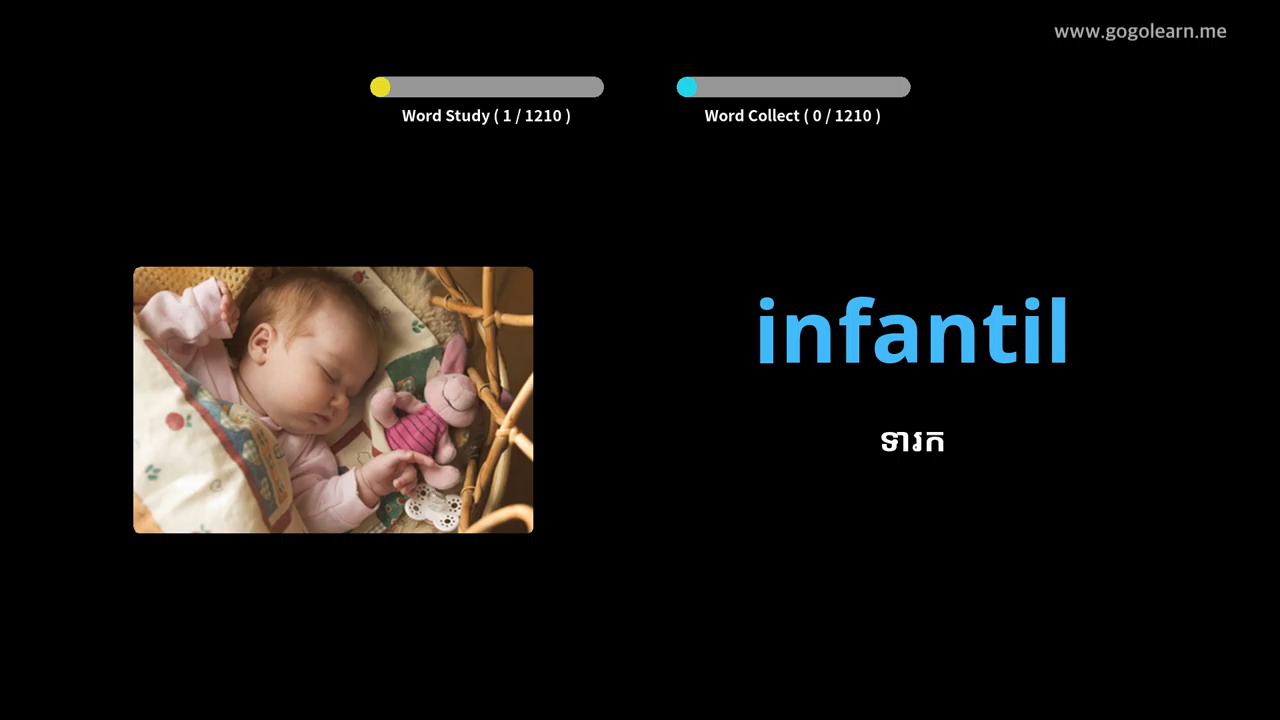 www.gogolearn.me
Word Study ( 1 / 1210 )
Word Collect ( 0 / 1210 )
infantil
ទារក